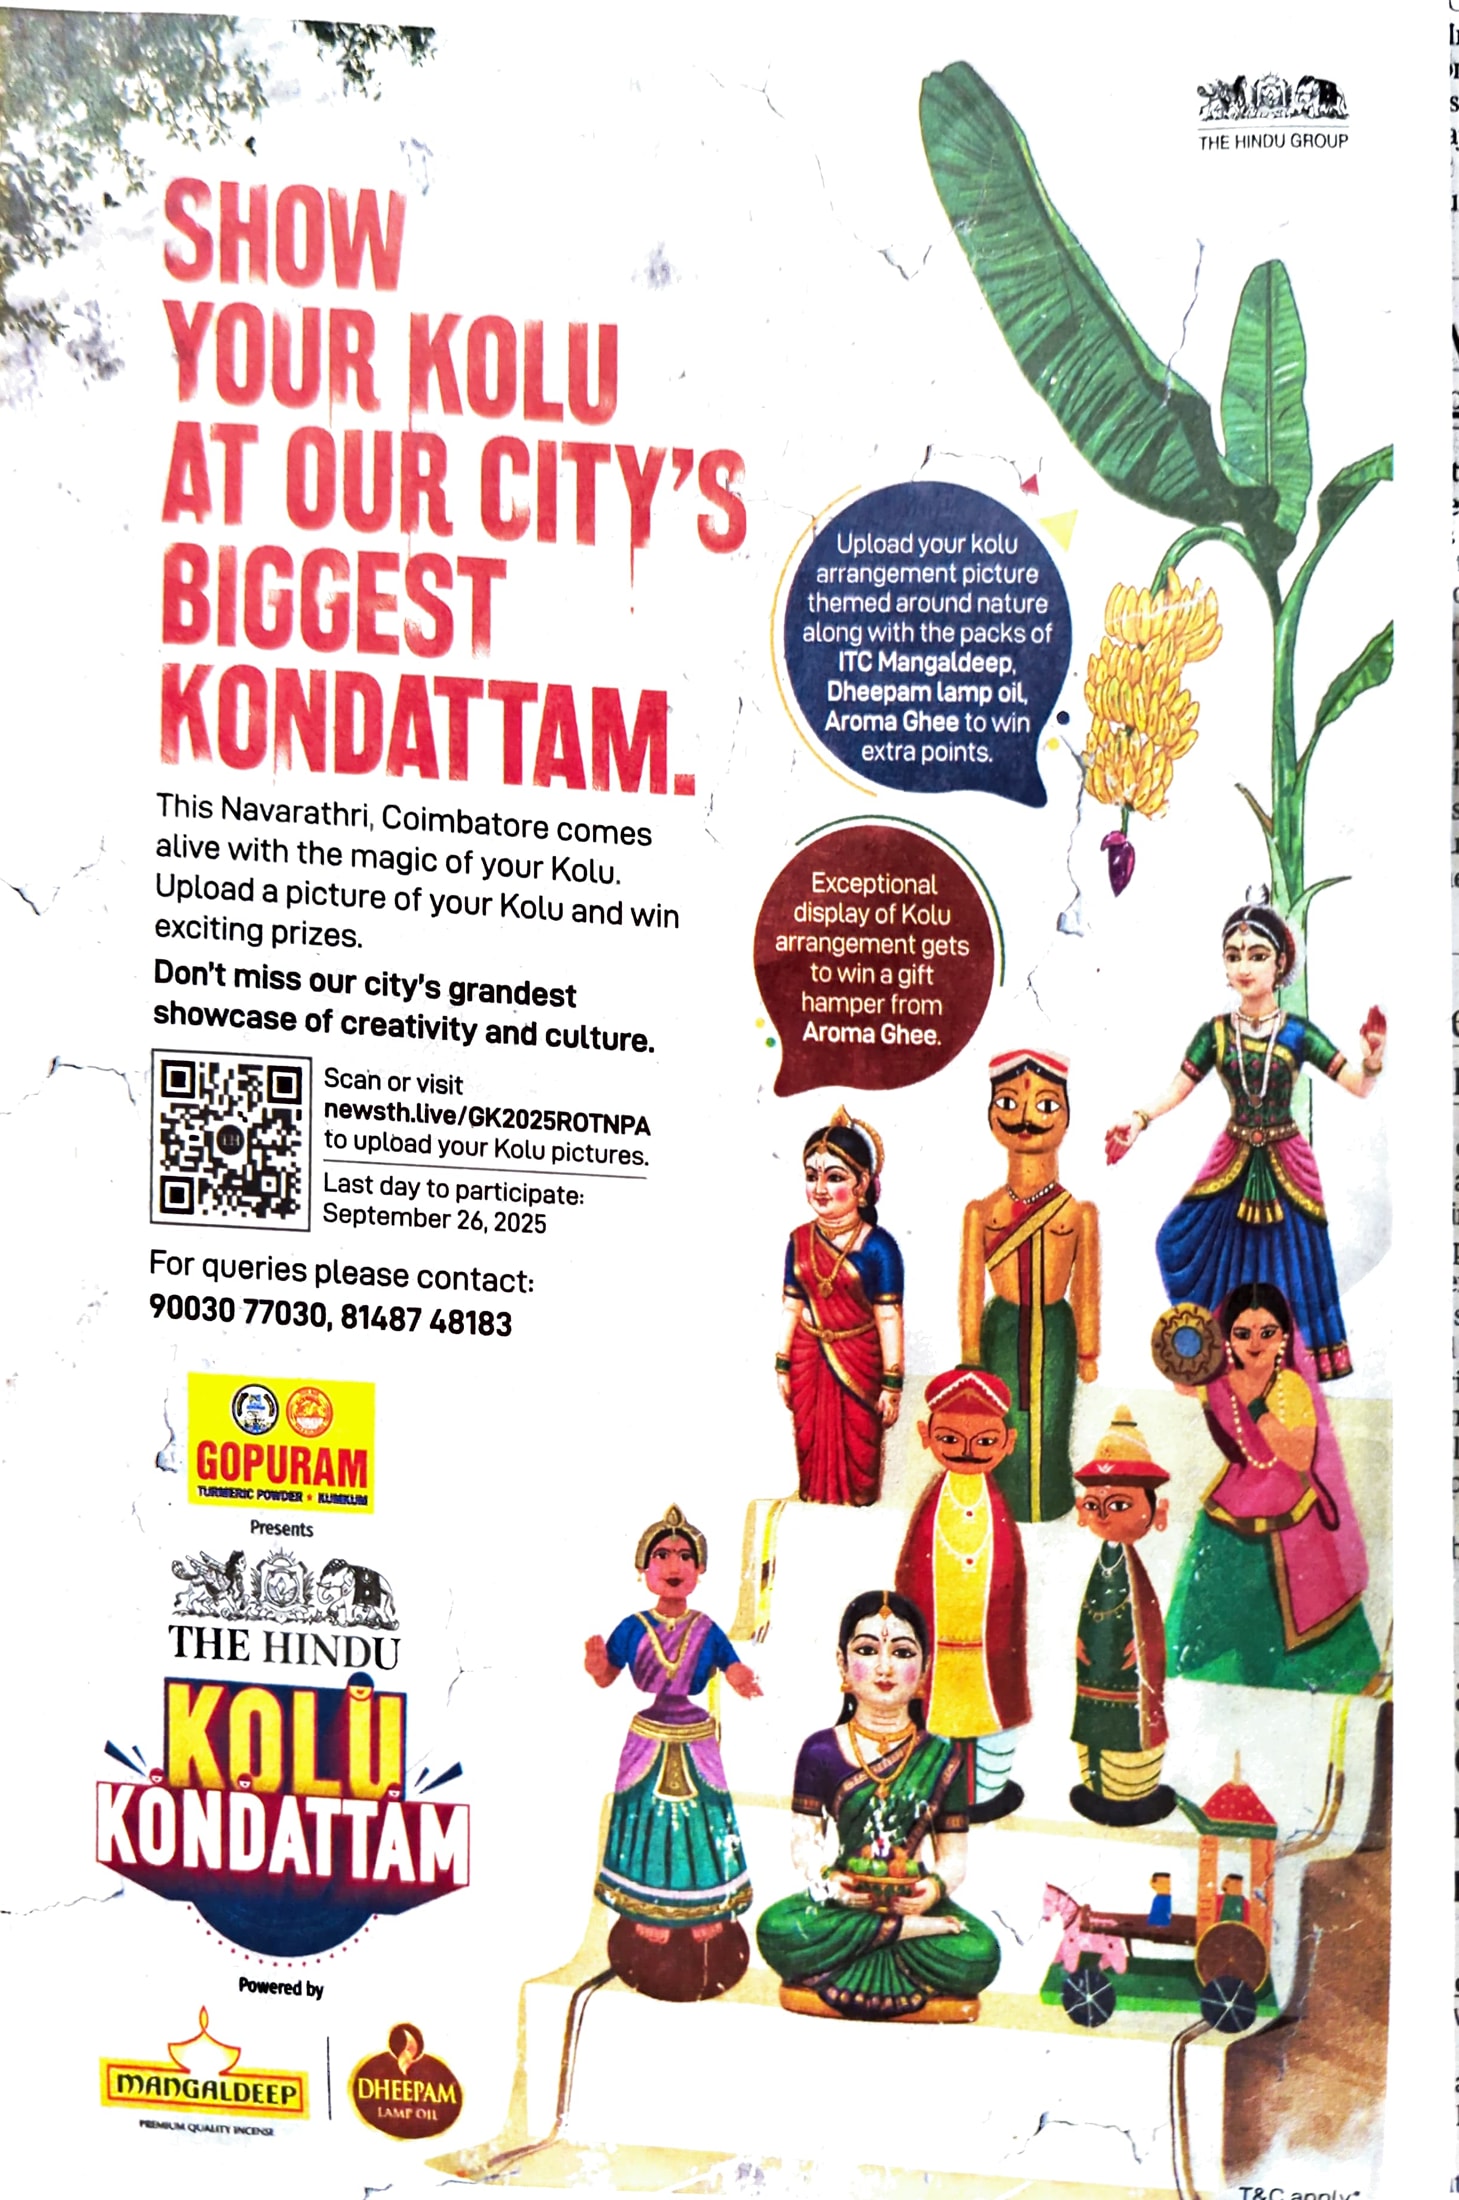 THE HINDU GROUP
SHOW
YOUR KOLU
AT OUR CITY'S
BIGGEST
KONDATTAM.
This Navarathri, Coimbatore comes
alive with the magic of your Kolu.
Upload a picture of your Kolu and win
exciting prizes.
Don't miss our city's grandest
showcase of creativity and culture.
Scan or visit
newsth.live/GK2025ROTNPA
to upload your Kolu pictures.
Last day to participate:
September 26, 2025
For queries please contact:
90030 77030, 81487 48183
Upload your kolu
arrangement picture
themed around nature
along with the packs of
ITC Mangaldeep,
Dheepam lamp oil,
Aroma Ghee to win
extra points.
Exceptional
display of Kolu
arrangement gets
to win a gift
hamper from
Aroma Ghee.
GOPURAM
TURMERIC POWDER • KUMKUM
Presents
THE HINDU
KOLU
KONDATTAM
Powered by
MANGALDEEP
PREMIUM QUALITY INCENSE
DHEEPAM
LAMP OIL
T&C apply*